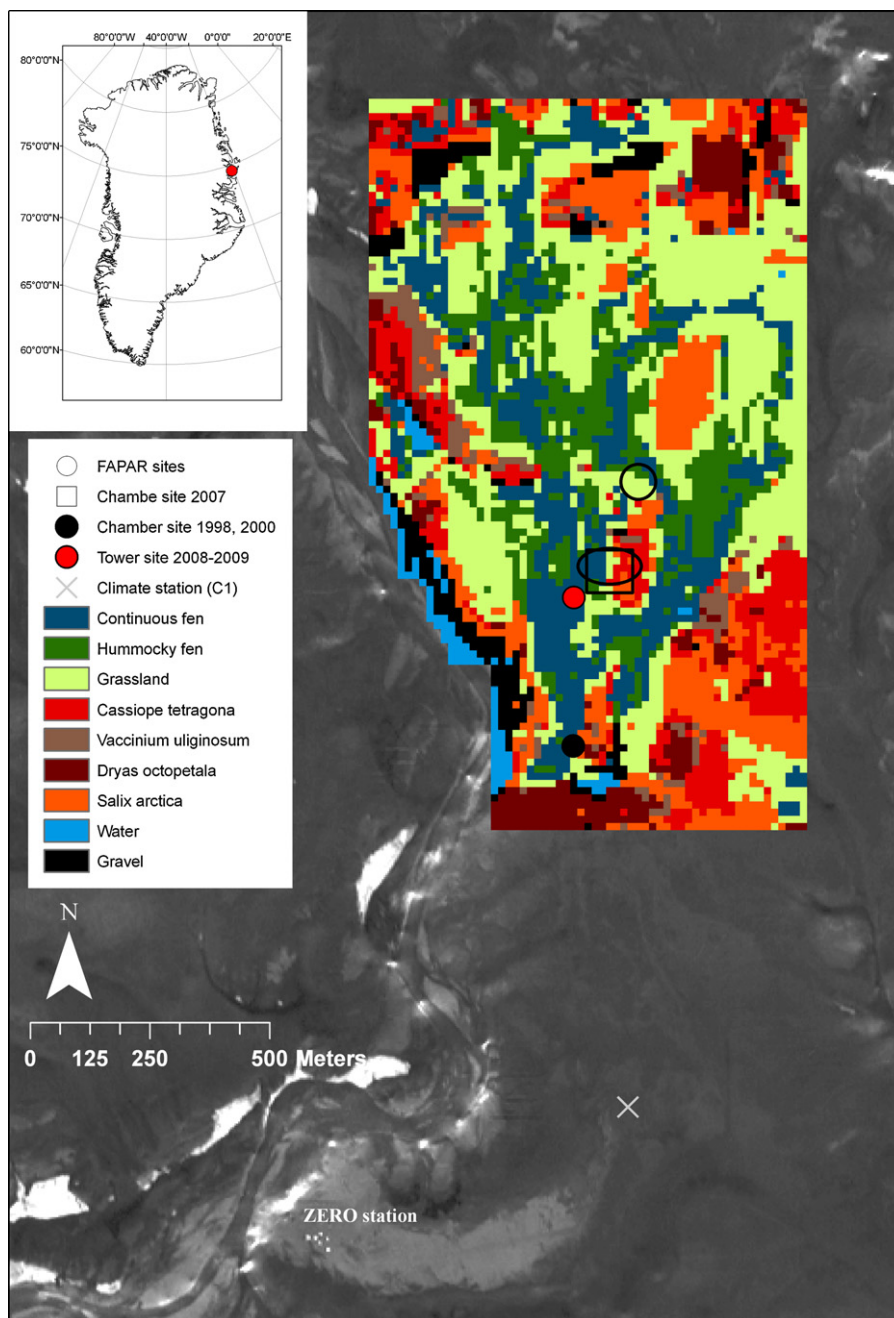 80°0'0"W 40°0'0"W 0°0'0" 20°0'0"E
80°0'0"N
75°0'0"N
70°0'0"N
65°0'0"N
60°0'0"N
FAPAR sites
Chambe site 2007
Chamber site 1998, 2000
Tower site 2008-2009
Climate station (C1)
Continuous fen
Hummocky fen
Grassland
Cassiope tetragona
Vaccinium uliginosum
Dryas octopetala
Salix arctica
Water
Gravel
N
0 125 250 500 Meters
ZERO station